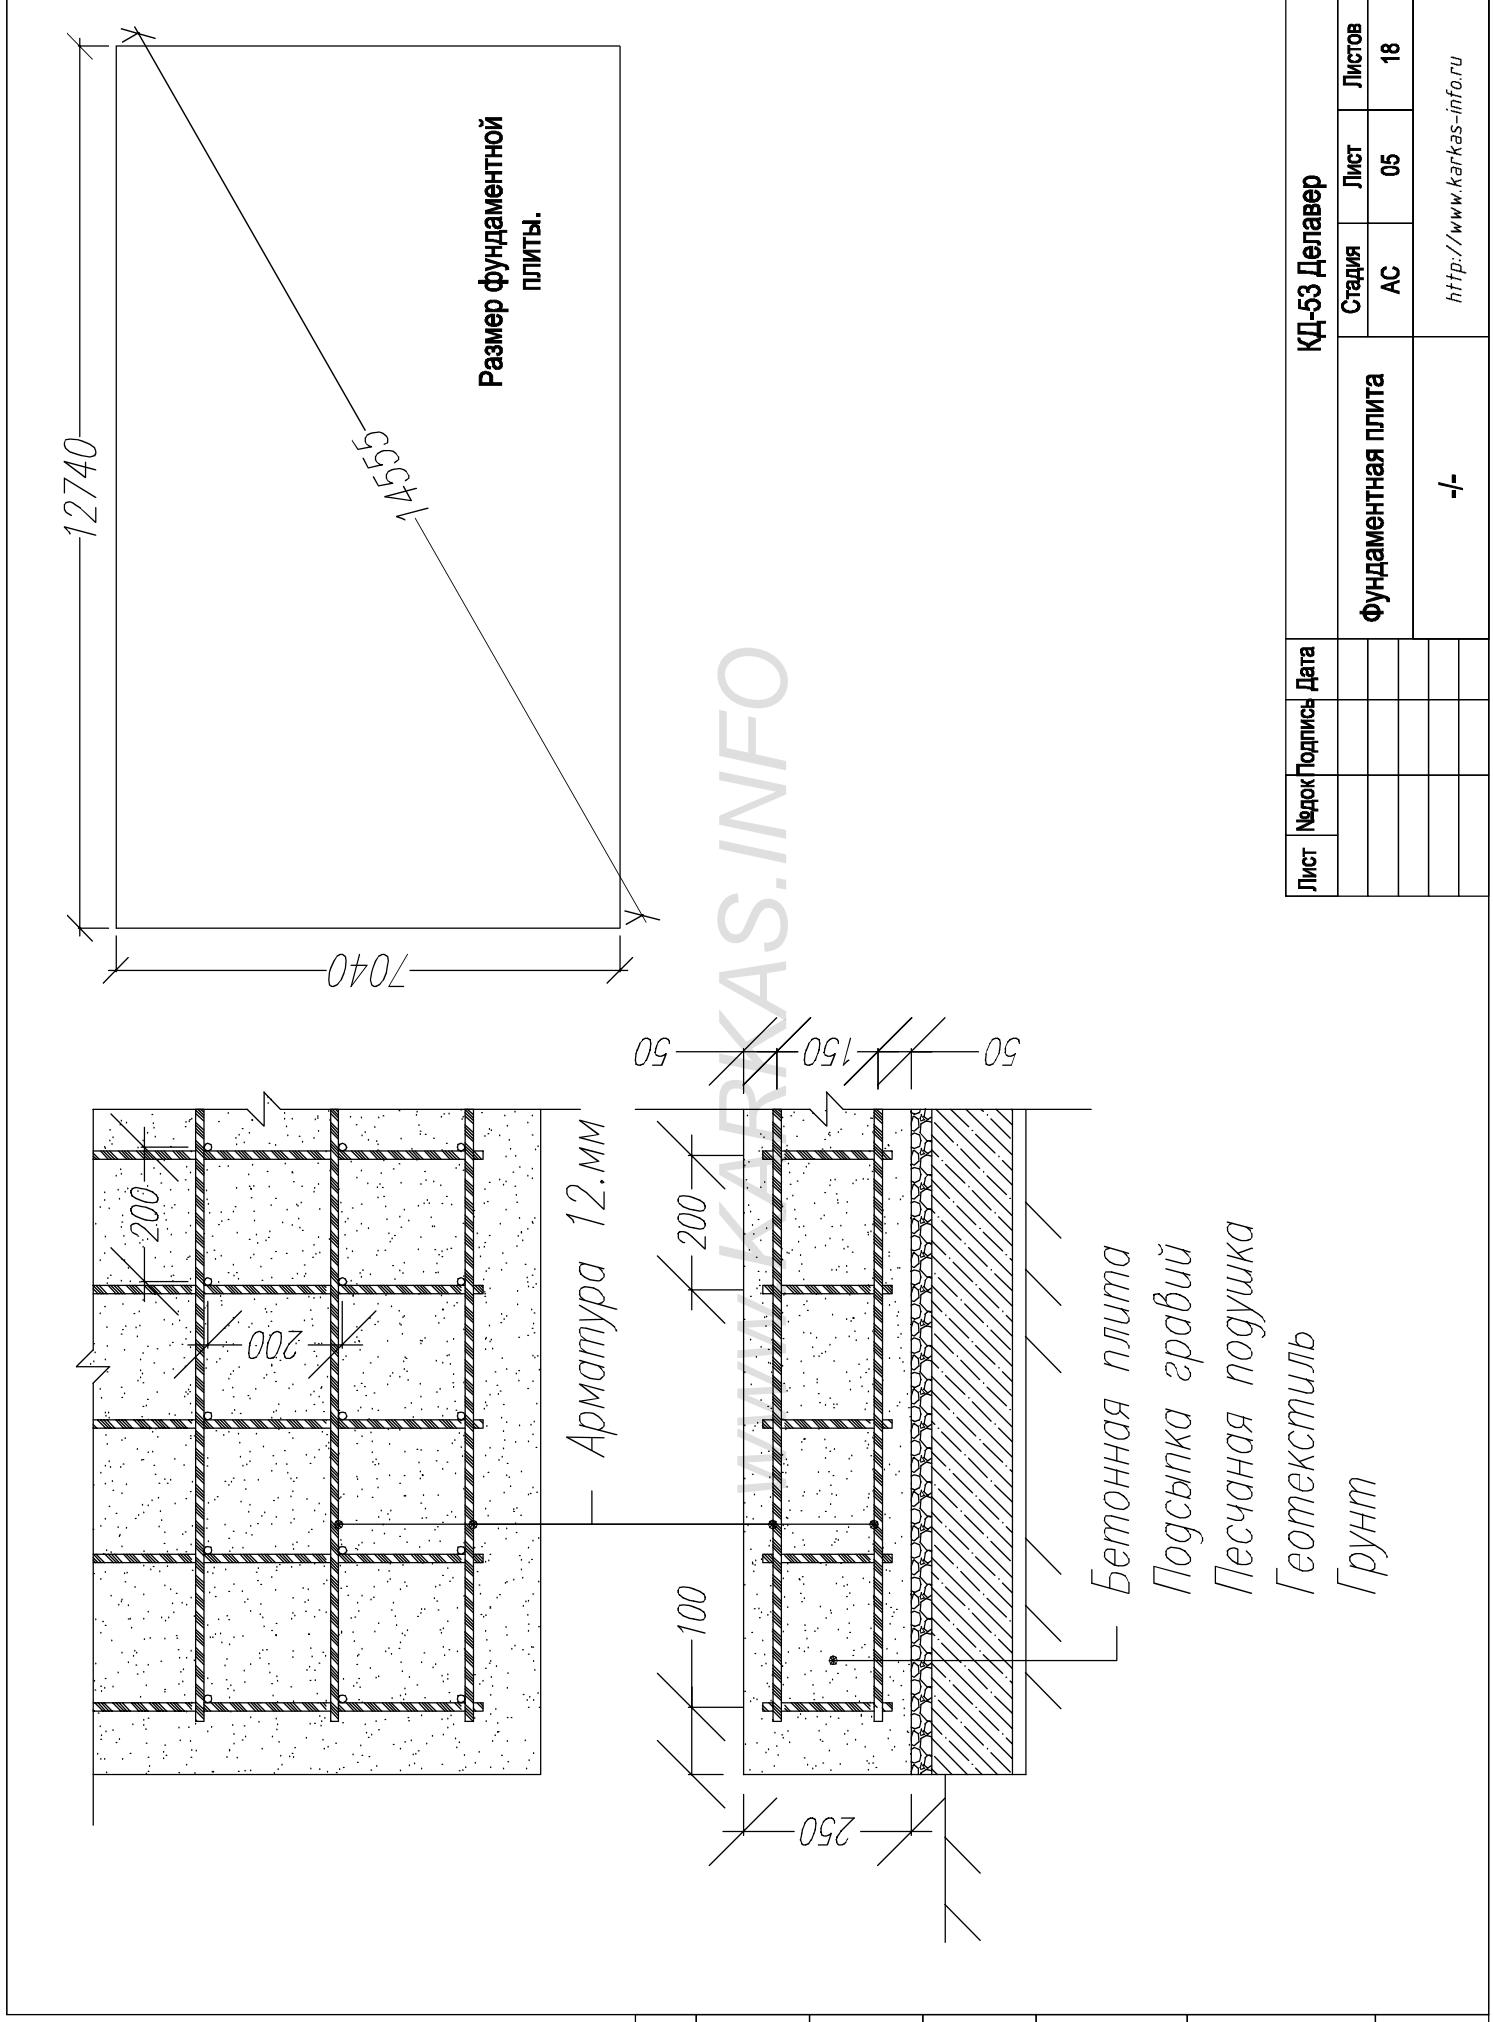 12740
14555
7040
Размер фундаментной
плиты.
200
200
Арматура 12.мм
50
150
50
200
100
250
Бетонная плита
Подсыпка гравий
Песчаная подушка
Геотекстиль
Грунт
www. KARKAS.INFO
КД-53 Делавер
Лист №док Подпись Дата
Фундаментная плита
Стадия Лист Листов
АС 05 18
-/-
http://www.karkas-info.ru